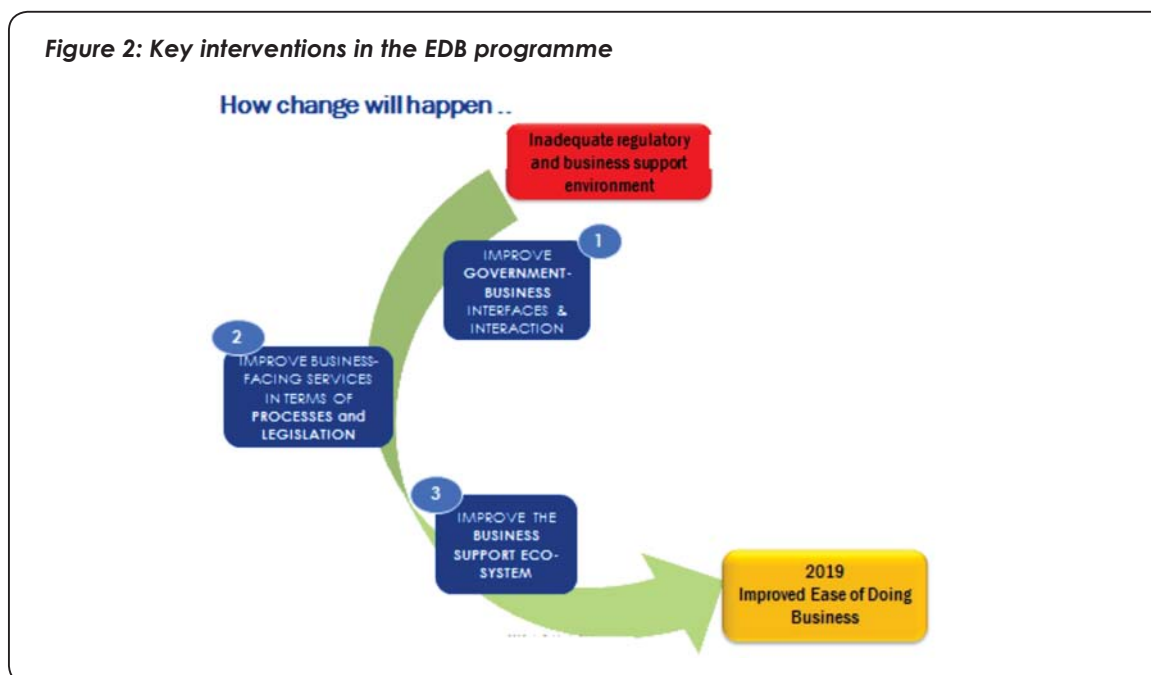 Figure 2: Key interventions in the EDB programme
How change will happen ..
Inadequate regulatory
and business support
environment
1
IMPROVE
GOVERNMENT-
BUSINESS
INTERFACES &
INTERACTION
2
IMPROVE BUSINESS-
FACING SERVICES
IN TERMS OF
PROCESSES and
LEGISLATION
3
IMPROVE THE
BUSINESS
SUPPORT ECO-
SYSTEM
2019
Improved Ease of Doing
Business